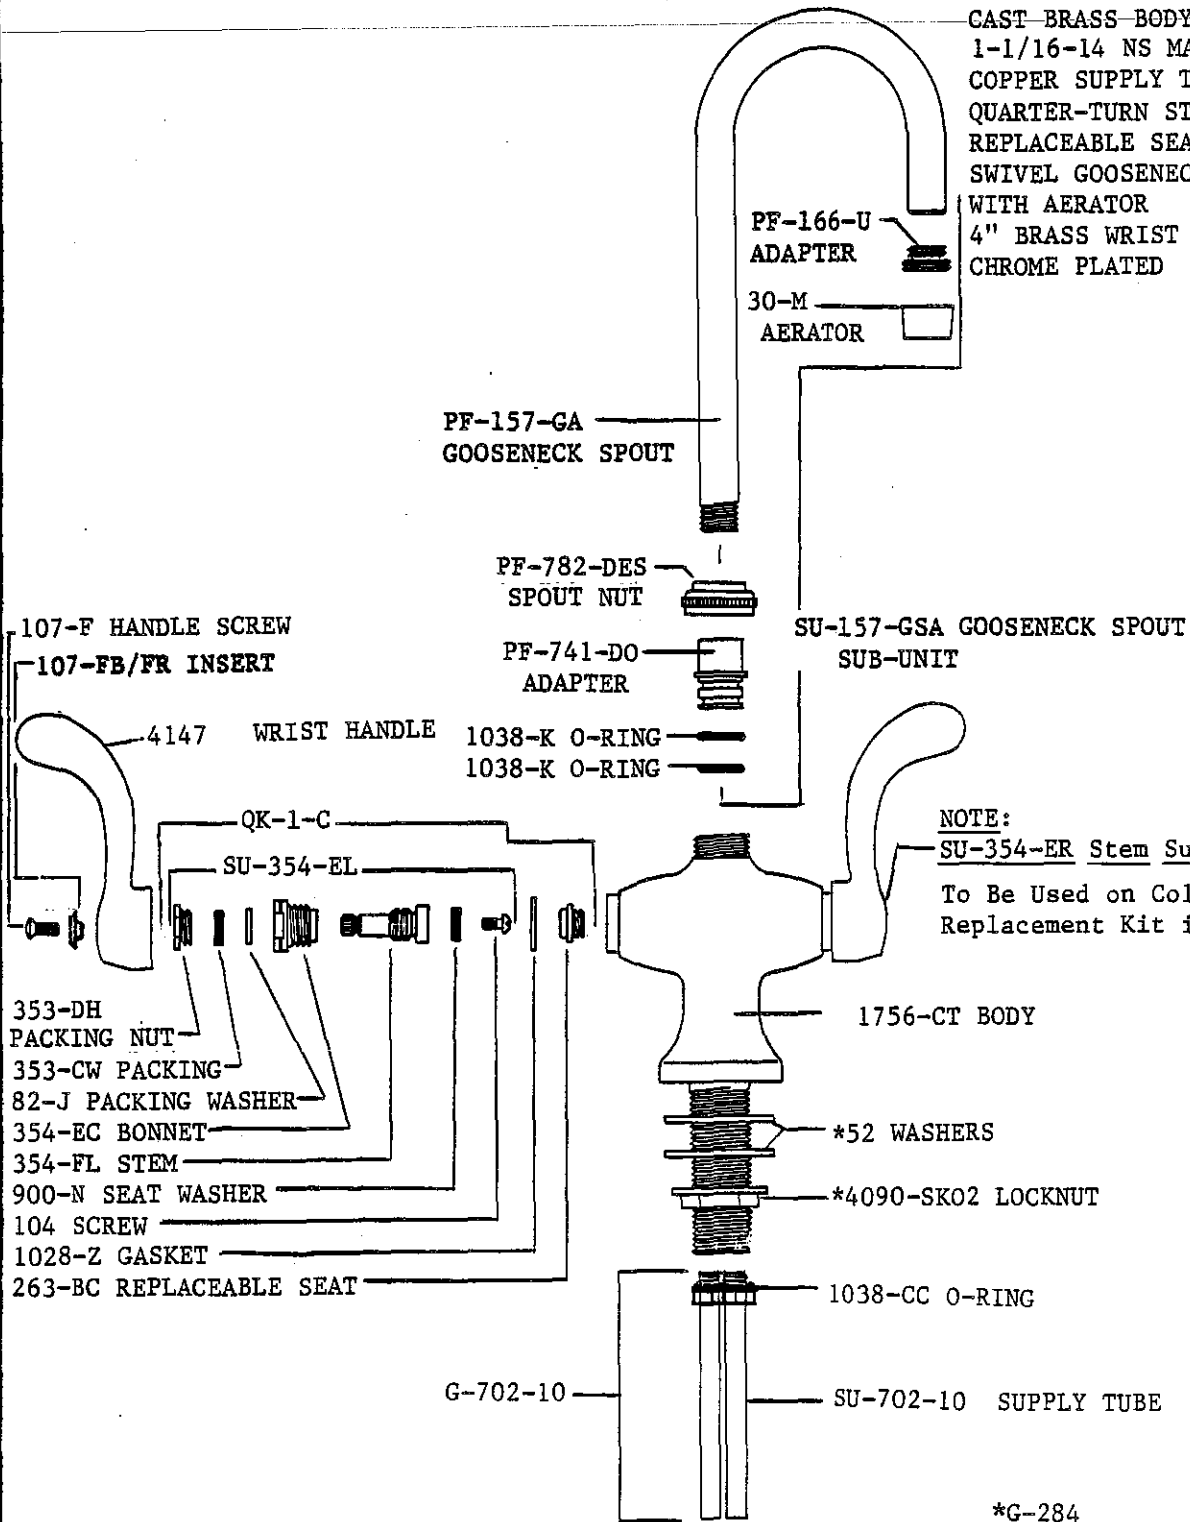 CAST BRASS BODY
1-1/16-14 NS MA
COPPER SUPPLY T
QUARTER-TURN ST
REPLACEABLE SEA
SWIVEL GOOSENEC
WITH AERATOR
4" BRASS WRIST
CHROME PLATED
PF-166-U
ADAPTER
30-M
AERATOR
PF-157-GA
GOOSENECK SPOUT
PF-782-DES
SPOUT NUT
SU-157-GSA GOOSENECK SPOUT
SUB-UNIT
107-F HANDLE SCREW
107-FB/FR INSERT
PF-741-DO
ADAPTER
4147 WRIST HANDLE
1038-K O-RING
1038-K O-RING
QK-1-C
SU-354-EL
NOTE:
SU-354-ER Stem Su
To Be Used on Col
Replacement Kit i
353-DH
PACKING NUT
353-CW PACKING
82-J PACKING WASHER
354-EC BONNET
354-FL STEM
900-N SEAT WASHER
104 SCREW
1028-Z GASKET
263-BC REPLACEABLE SEAT
1756-CT BODY
*52 WASHERS
*4090-SK02 LOCKNUT
1038-CC O-RING
G-702-10
SU-702-10 SUPPLY TUBE
*G-284